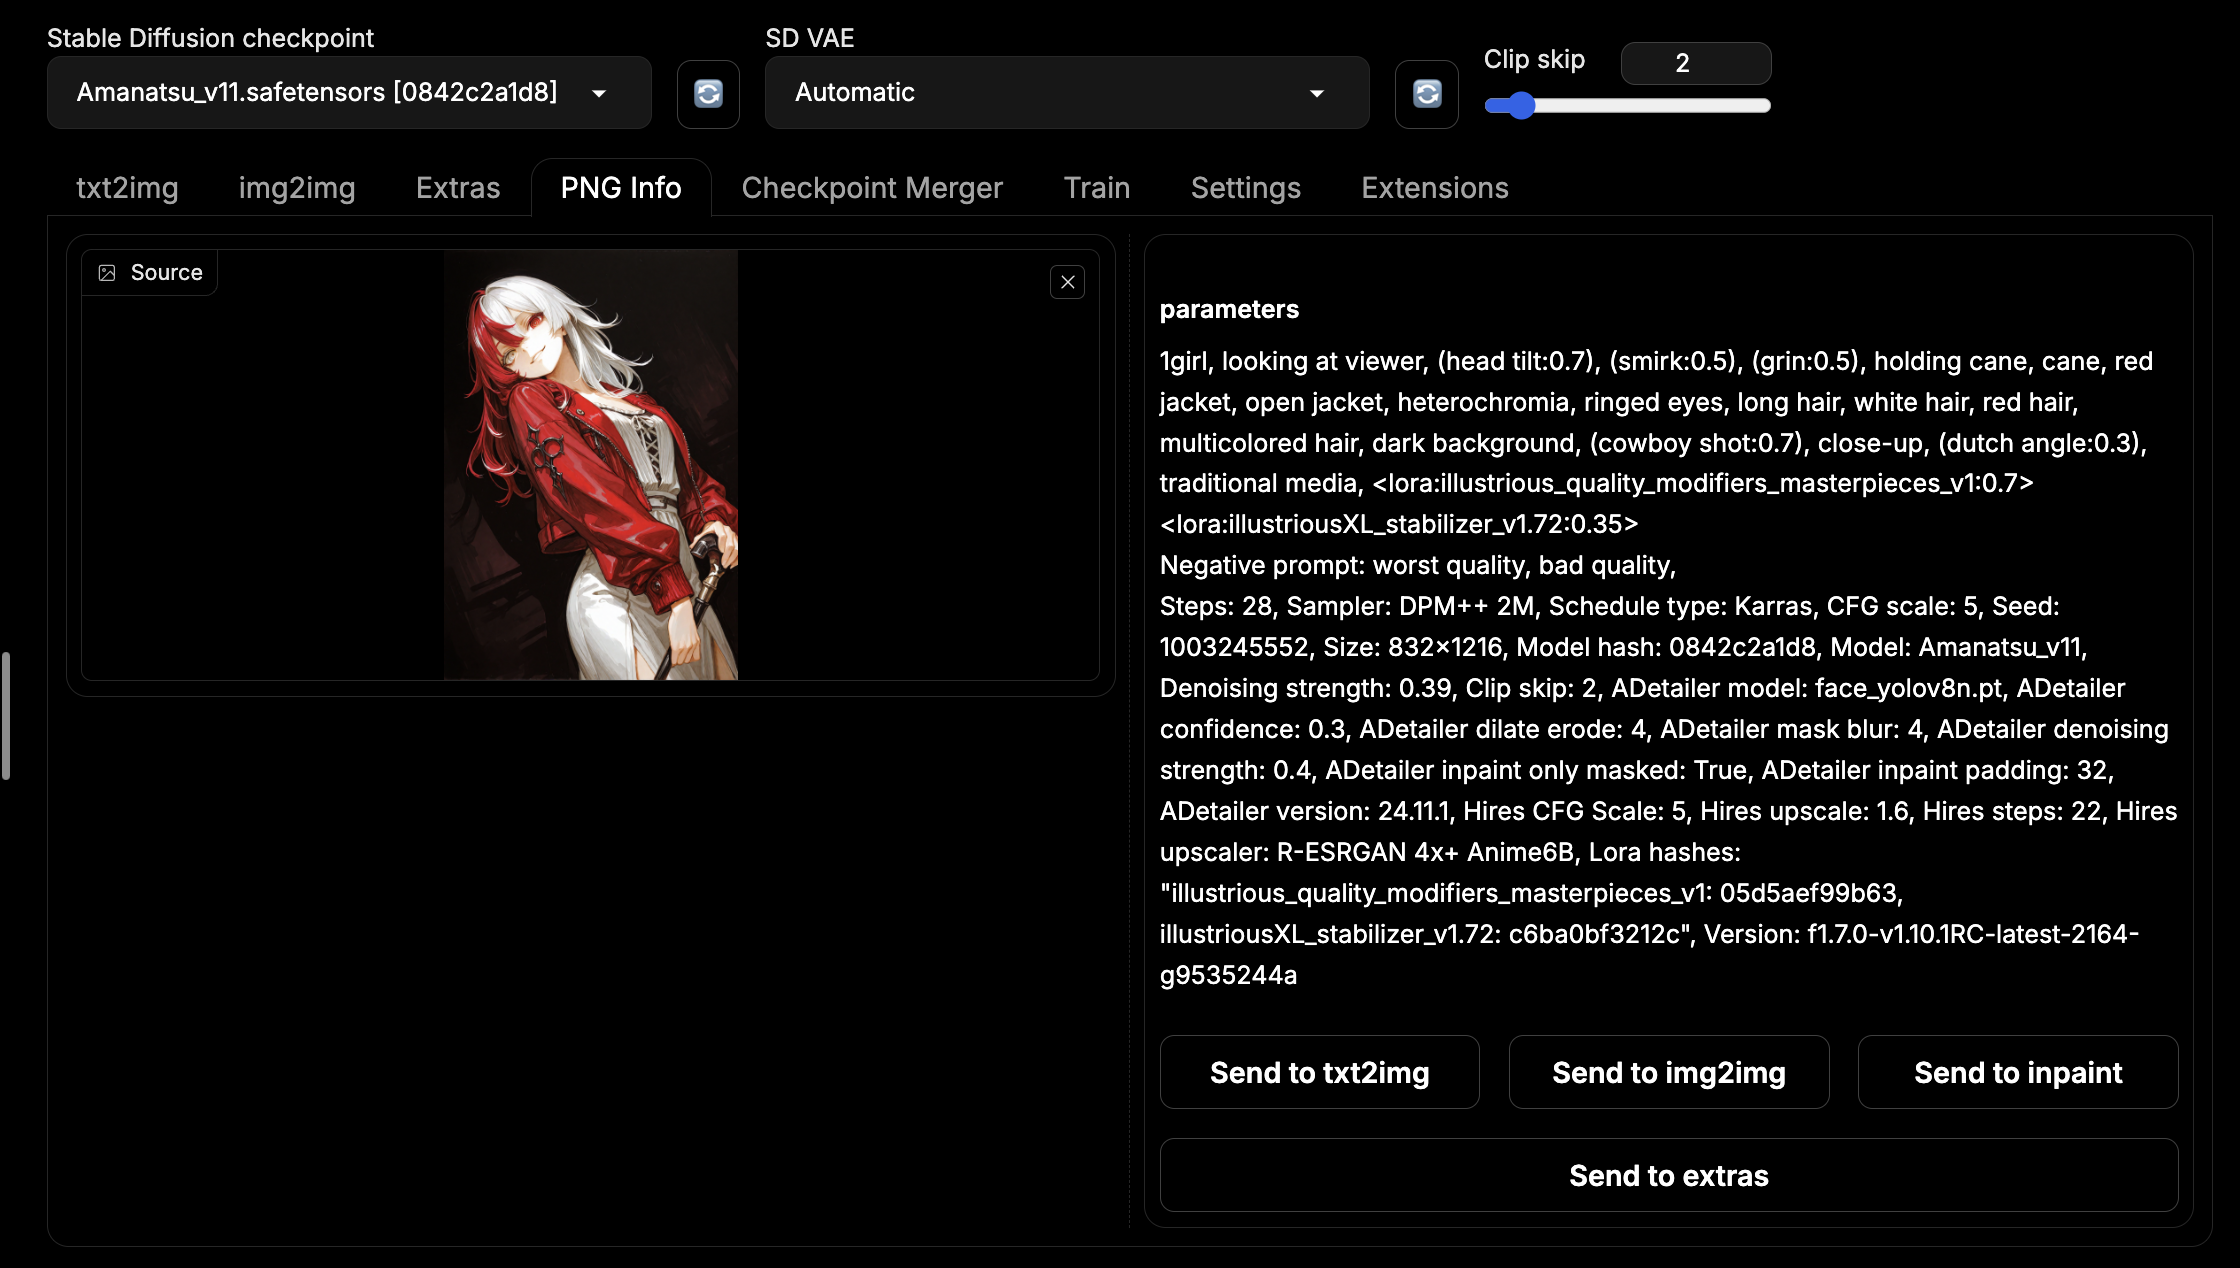 Stable Diffusion checkpoint
SD VAE
Clip skip
2
Amanatsu_v11.safetensors [0842c2a1d8]
Automatic
txt2img
img2img
Extras
PNG Info
Checkpoint Merger
Train
Settings
Extensions
Source
parameters
1girl, looking at viewer, (head tilt:0.7), (smirk:0.5), (grin:0.5), holding cane, cane, red
jacket, open jacket, heterochromia, ringed eyes, long hair, white hair, red hair,
multicolored hair, dark background, (cowboy shot:0.7), close-up, (dutch angle:0.3),
traditional media, <lora:illustrious_quality_modifiers_masterpieces_v1:0.7>
<lora:illustriousXL_stabilizer_v1.72:0.35>
Negative prompt: worst quality, bad quality,
Steps: 28, Sampler: DPM++ 2M, Schedule type: Karras, CFG scale: 5, Seed:
1003245552, Size: 832×1216, Model hash: 0842c2a1d8, Model: Amanatsu_v11,
Denoising strength: 0.39, Clip skip: 2, ADetailer model: face_yolov8n.pt, ADetailer
confidence: 0.3, ADetailer dilate erode: 4, ADetailer mask blur: 4, ADetailer denoising
strength: 0.4, ADetailer inpaint only masked: True, ADetailer inpaint padding: 32,
ADetailer version: 24.11.1, Hires CFG Scale: 5, Hires upscale: 1.6, Hires steps: 22, Hires
upscaler: R-ESRGAN 4x+ Anime6B, Lora hashes:
"illustrious_quality_modifiers_masterpieces_v1: 05d5aef99b63,
illustriousXL_stabilizer_v1.72: c6ba0bf3212c", Version: f1.7.0-v1.10.1RC-latest-2164-
g9535244a
Send to txt2img
Send to img2img
Send to inpaint
Send to extras